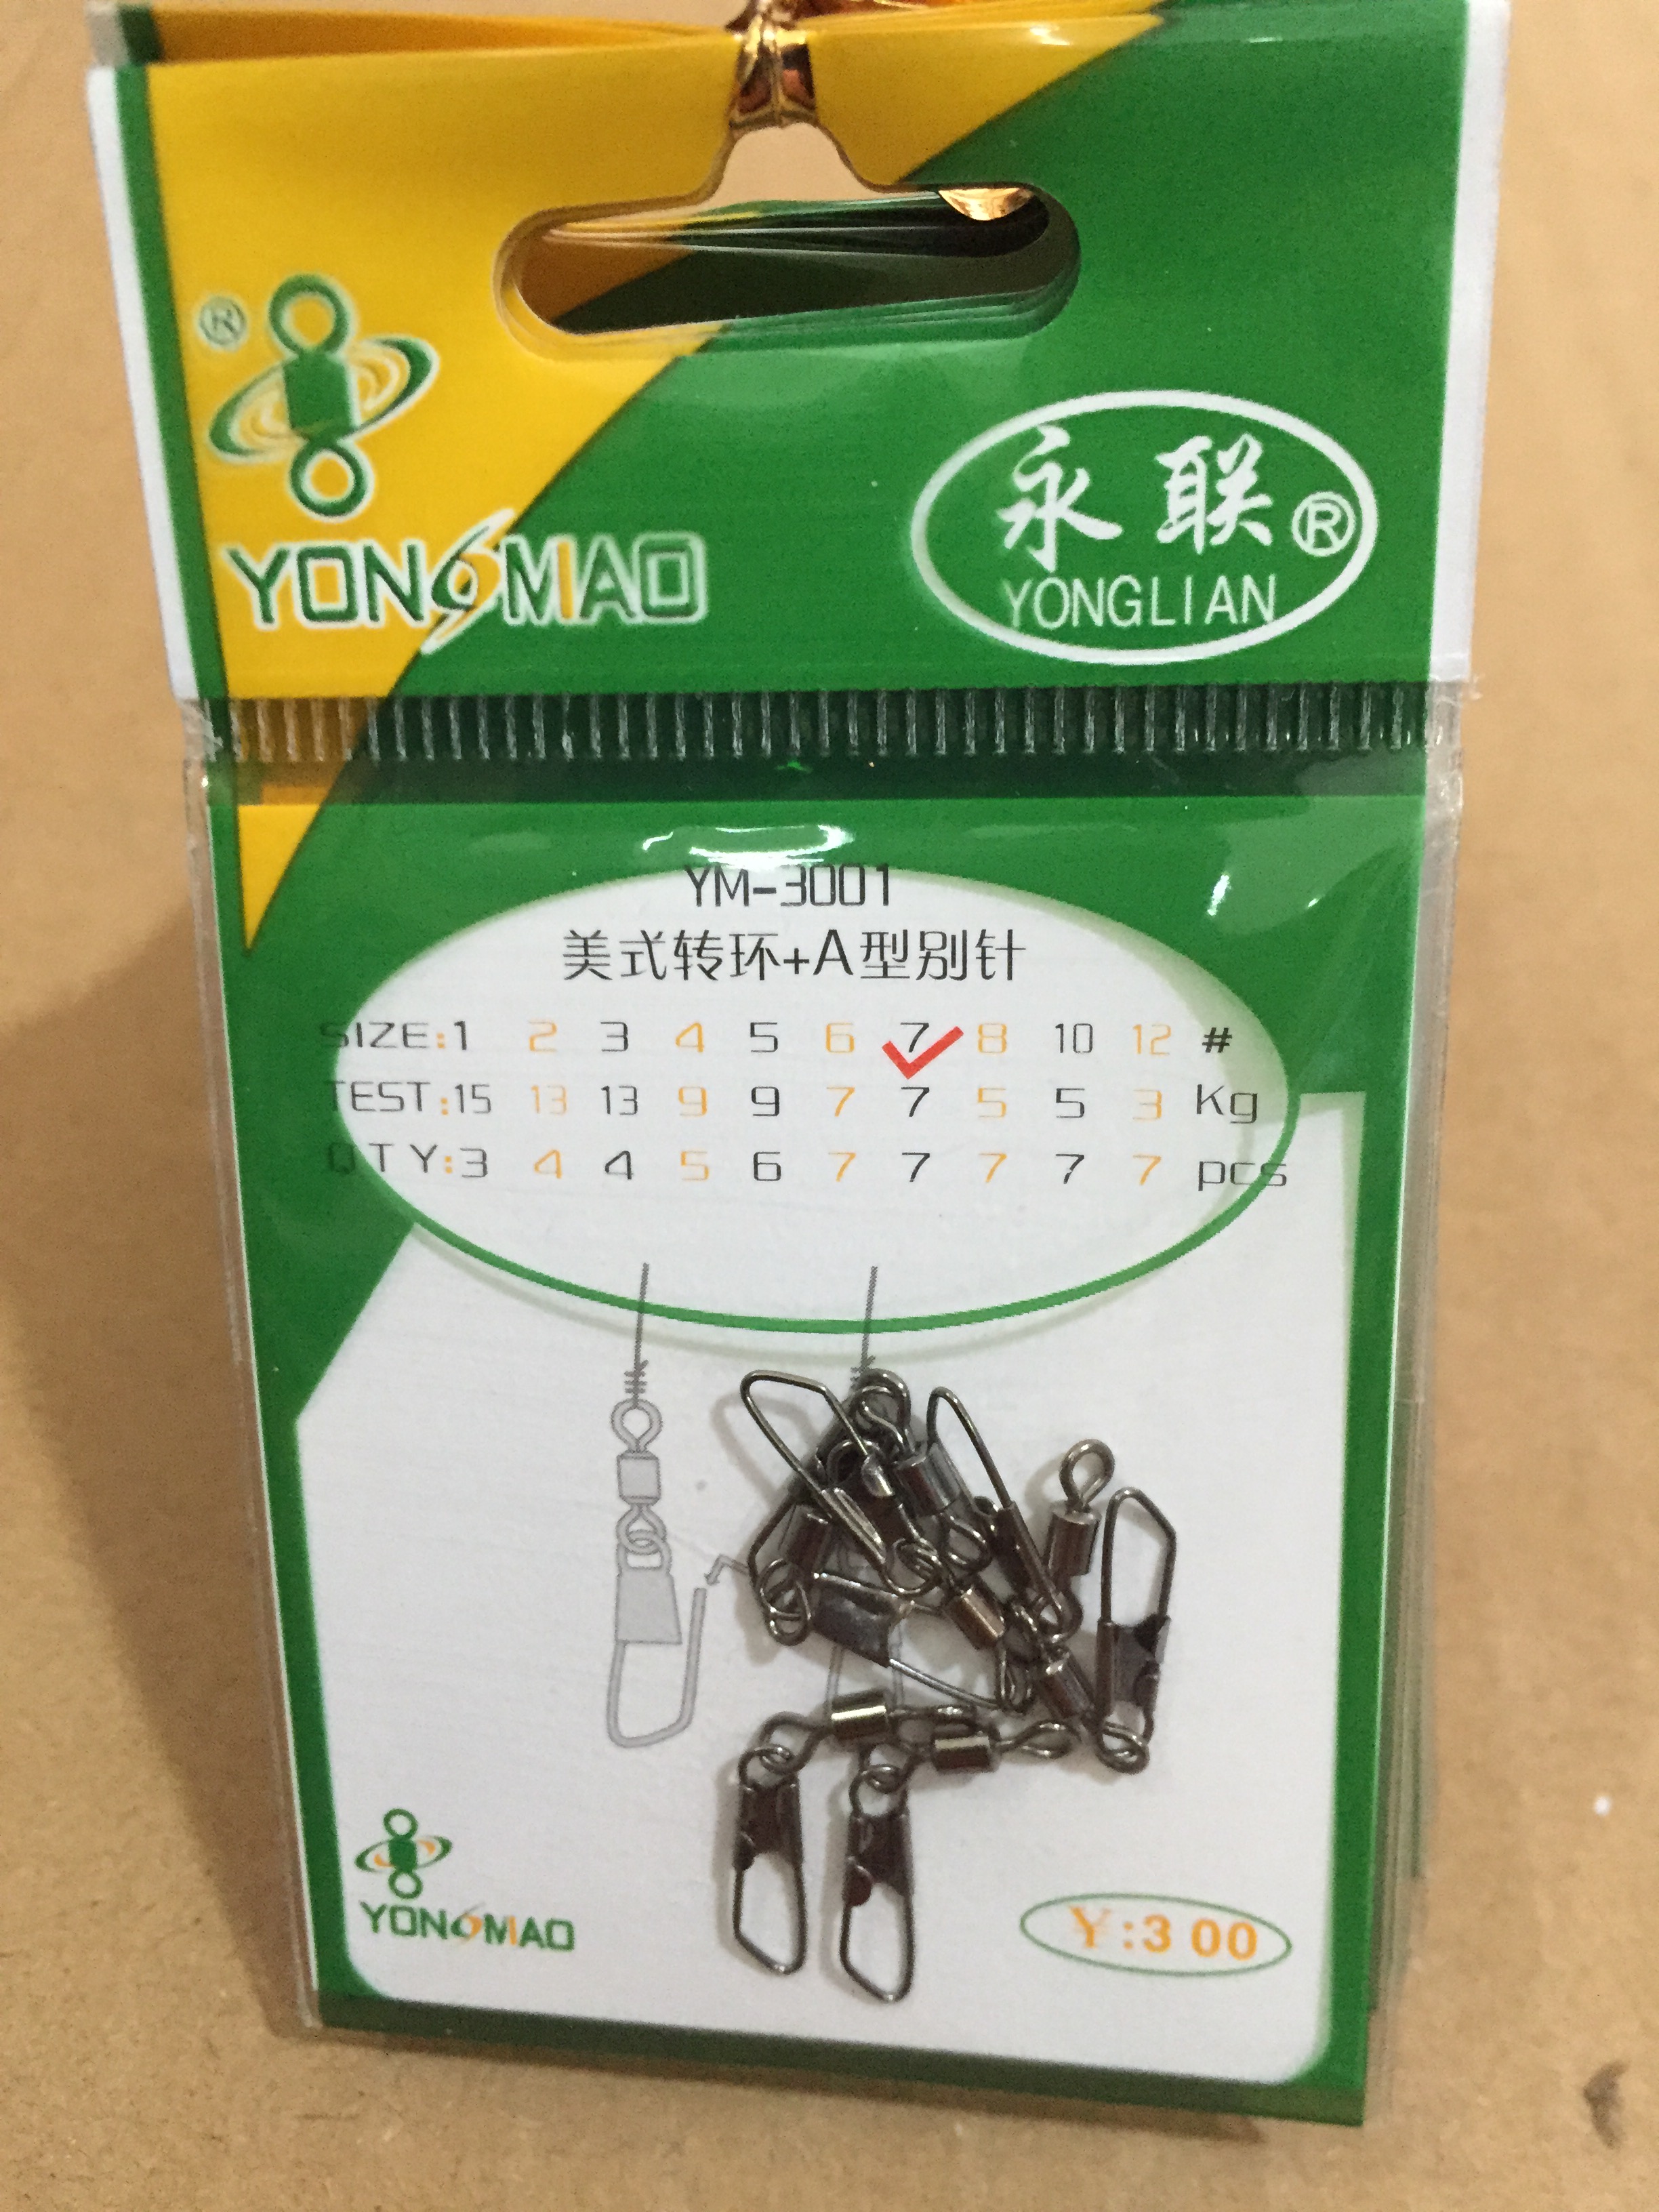 ®
YONGMAO
永联®
YONGLIAN
YM-3001
美式转环+A型别针
SIZE:1 2 3 4 5 6 7 8 10 12 #
TEST:15 13 13 9 9 7 7 5 5 3 Kg
QTY:3 4 4 5 6 7 7 7 7 7 pcs
YONGMAO
¥:300